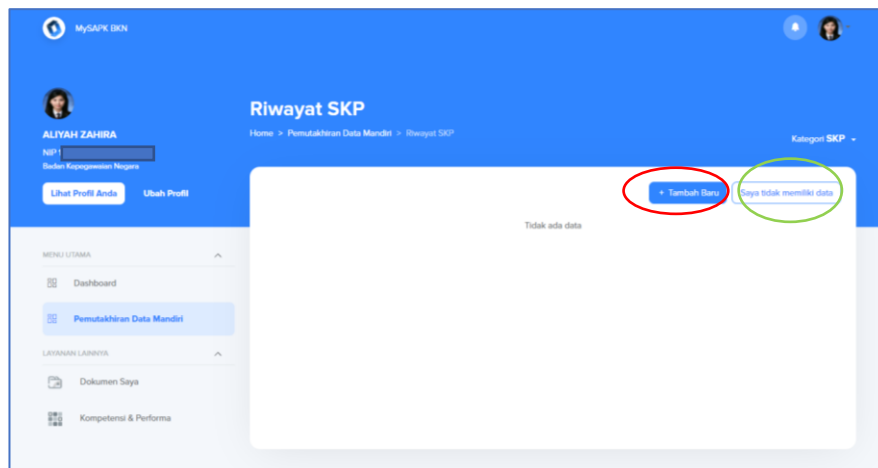 MySAPK BKN
ALIYAH ZAHIRA
NIP
Badan Kepegawaian Negara
Lihat Profil Anda Ubah Profil
Riwayat SKP
Home > Pemutakhiran Data Mandiri > Riwayat SKP
Kategori SKP
+ Tambah Baru Saya tidak memiliki data
Tidak ada data
MENU UTAMA
Dashboard
Pemutakhiran Data Mandiri
LAYANAN LAINNYA
Dokumen Saya
Kompetensi & Performa